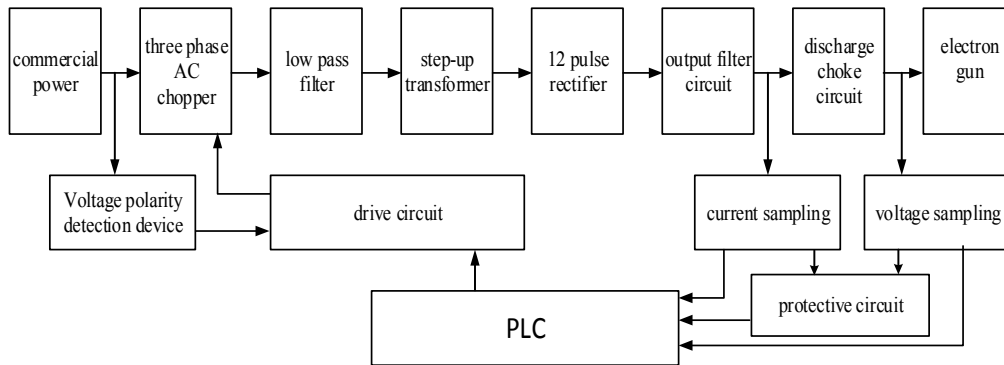 commercial
power
three phase
AC
chopper
low pass
filter
step-up
transformer
12 pulse
rectifier
output filter
circuit
discharge
choke
circuit
electron
gun
Voltage polarity
detection device
drive circuit
current sampling
voltage sampling
protective circuit
PLC